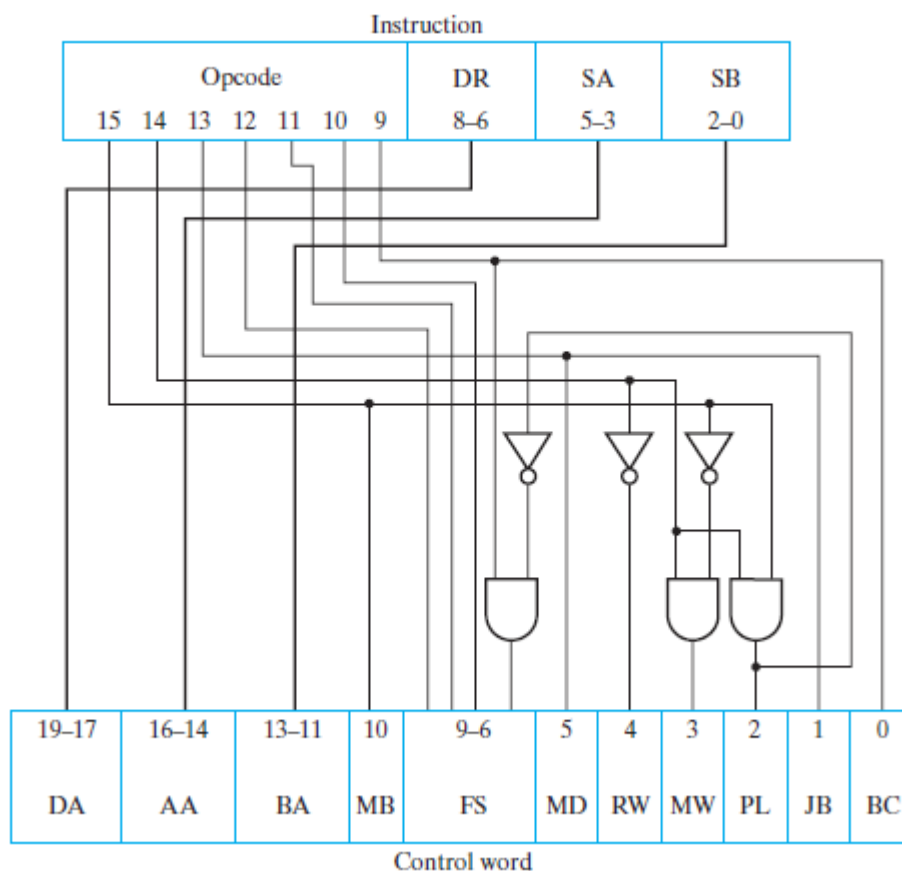 Instruction
Opcode DR SA SB
15 14 13 12 11 10 9 8–6 5–3 2–0
19–17 16–14 13–11 10 9–6 5 4 3 2 1 0
DA AA BA MB FS MD RW MW PL JB BC
Control word